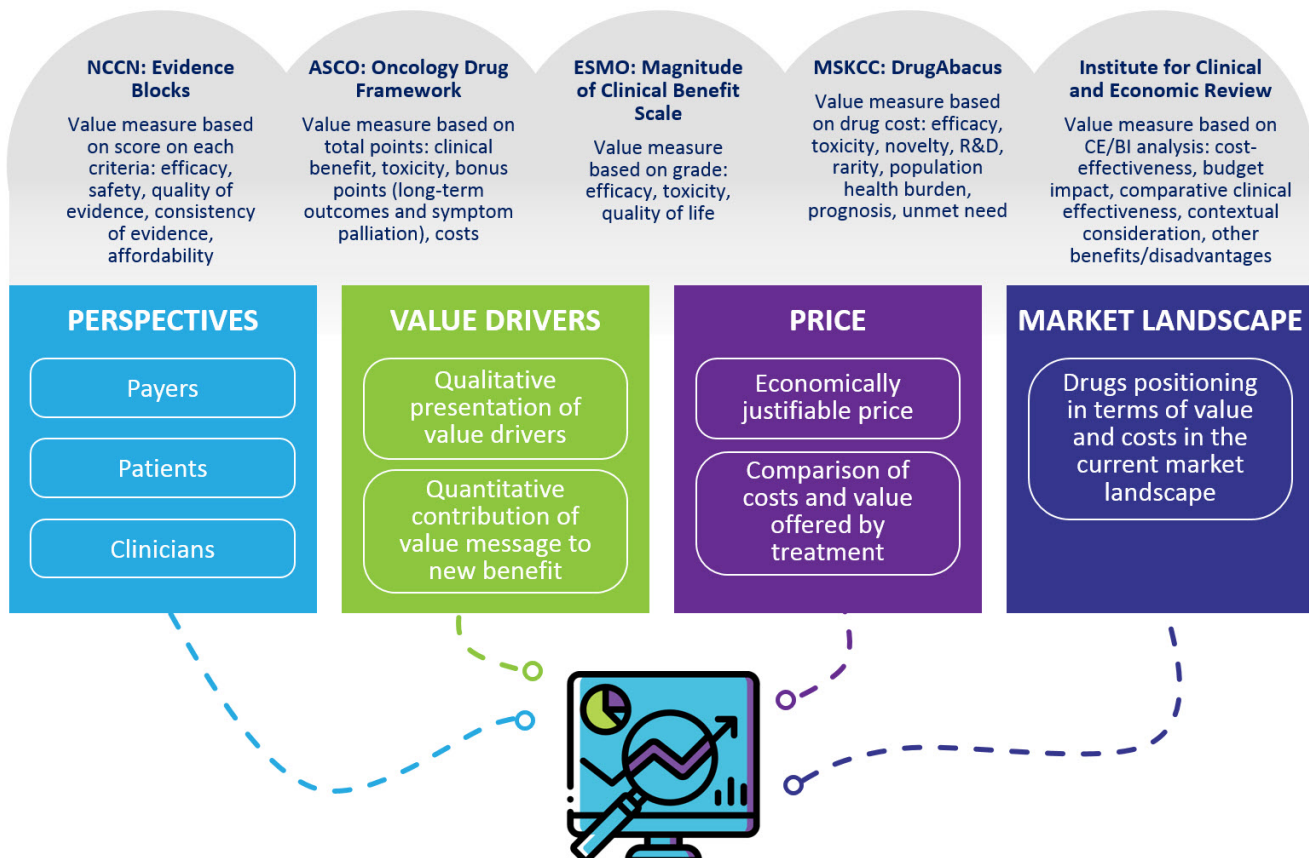 NCCN: Evidence
Blocks
Value measure based
on score on each
criteria: efficacy,
safety, quality of
evidence, consistency
of evidence,
affordability
ASCO: Oncology Drug
Framework
Value measure based on
total points: clinical
benefit, toxicity, bonus
points (long-term
outcomes and symptom
palliation), costs
ESMO: Magnitude
of Clinical Benefit
Scale
Value measure
based on grade:
efficacy, toxicity,
quality of life
MSKCC: DrugAbacus
Value measure based
on drug cost: efficacy,
toxicity, novelty, R&D,
rarity, population
health burden,
prognosis, unmet need
Institute for Clinical
and Economic Review
Value measure based on
CE/BI analysis: cost-
effectiveness, budget
impact, comparative clinical
effectiveness, contextual
consideration, other
benefits/disadvantages
PERSPECTIVES
Payers
Patients
Clinicians
VALUE DRIVERS
Qualitative
presentation of
value drivers
Quantitative
contribution of
value message to
new benefit
PRICE
Economically
justifiable price
Comparison of
costs and value
offered by
treatment
MARKET LANDSCAPE
Drugs positioning
in terms of value
and costs in the
current market
landscape